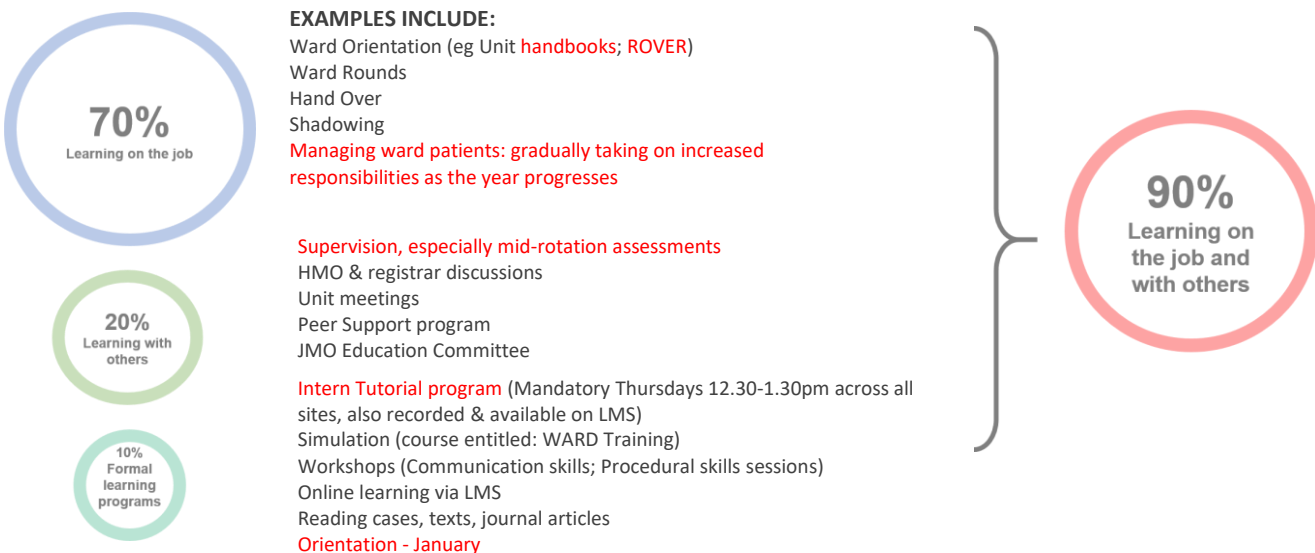 EXAMPLES INCLUDE:
Ward Orientation (eg Unit handbooks; ROVER)
Ward Rounds
Hand Over
Shadowing
Managing ward patients: gradually taking on increased
responsibilities as the year progresses
70%
Learning on the job
Supervision, especially mid-rotation assessments
HMO & registrar discussions
Unit meetings
Peer Support program
JMO Education Committee
20%
Learning with
others
Intern Tutorial program (Mandatory Thursdays 12.30-1.30pm across all
sites, also recorded & available on LMS)
Simulation (course entitled: WARD Training)
Workshops (Communication skills; Procedural skills sessions)
Online learning via LMS
Reading cases, texts, journal articles
Orientation - January
10%
Formal
learning
programs
90%
Learning on
the job and
with others